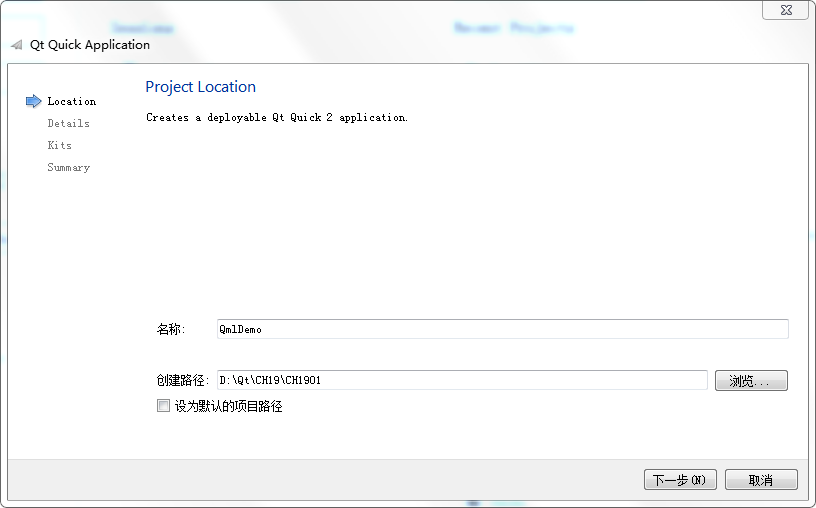 Qt Quick Application
Location
Details
Kits
Summary
Project Location
Creates a deployable Qt Quick 2 application.
名称:
QmlDemo
创建路径:
D:\Qt\CH19\CH1901
浏览...
设为默认的项目路径
下一步(N)
取消